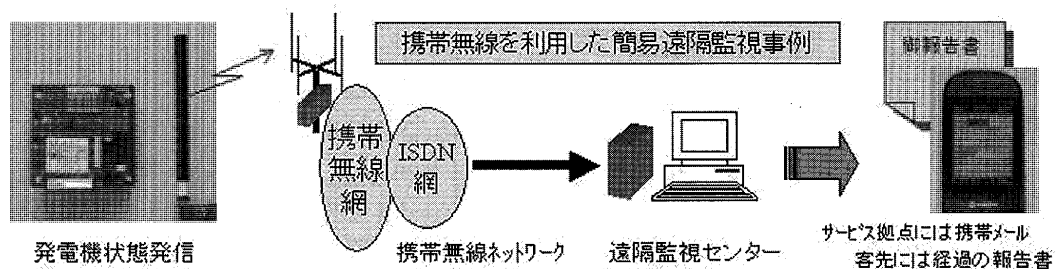 携帯無線を利用した簡易遠隔監視事例
御報告書
携帯
無線
網
ISDN
網
発電機状態発信
携帯無線ネットワーク
遠隔監視センター
サービス拠点には携帯メール
客先には経過の報告書